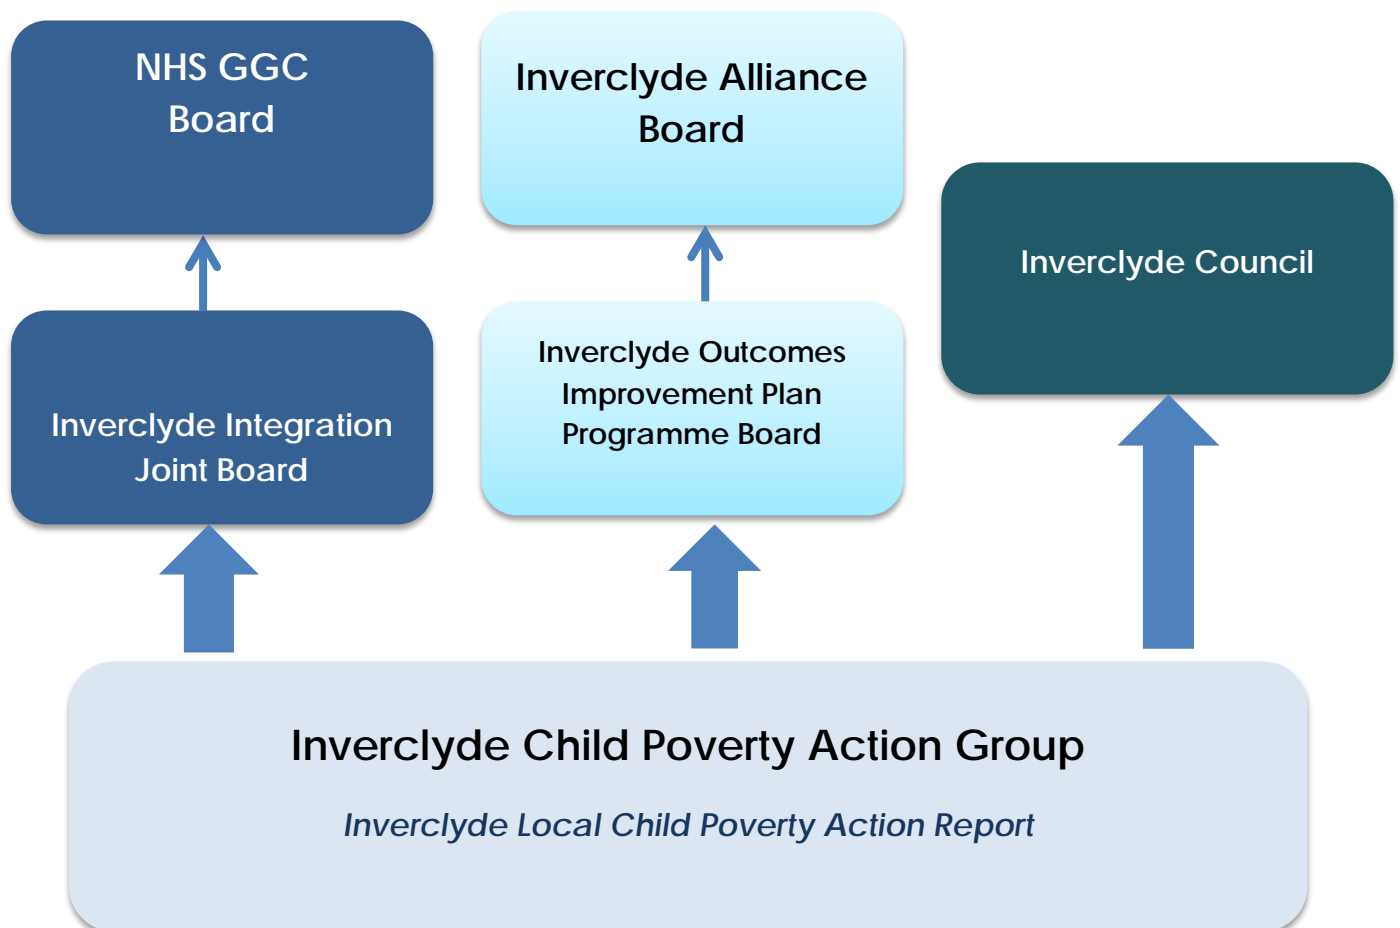 NHS GGC
Board
Inverclyde Alliance
Board
Inverclyde Council
Inverclyde Integration
Joint Board
Inverclyde Outcomes
Improvement Plan
Programme Board
Inverclyde Child Poverty Action Group
Inverclyde Local Child Poverty Action Report